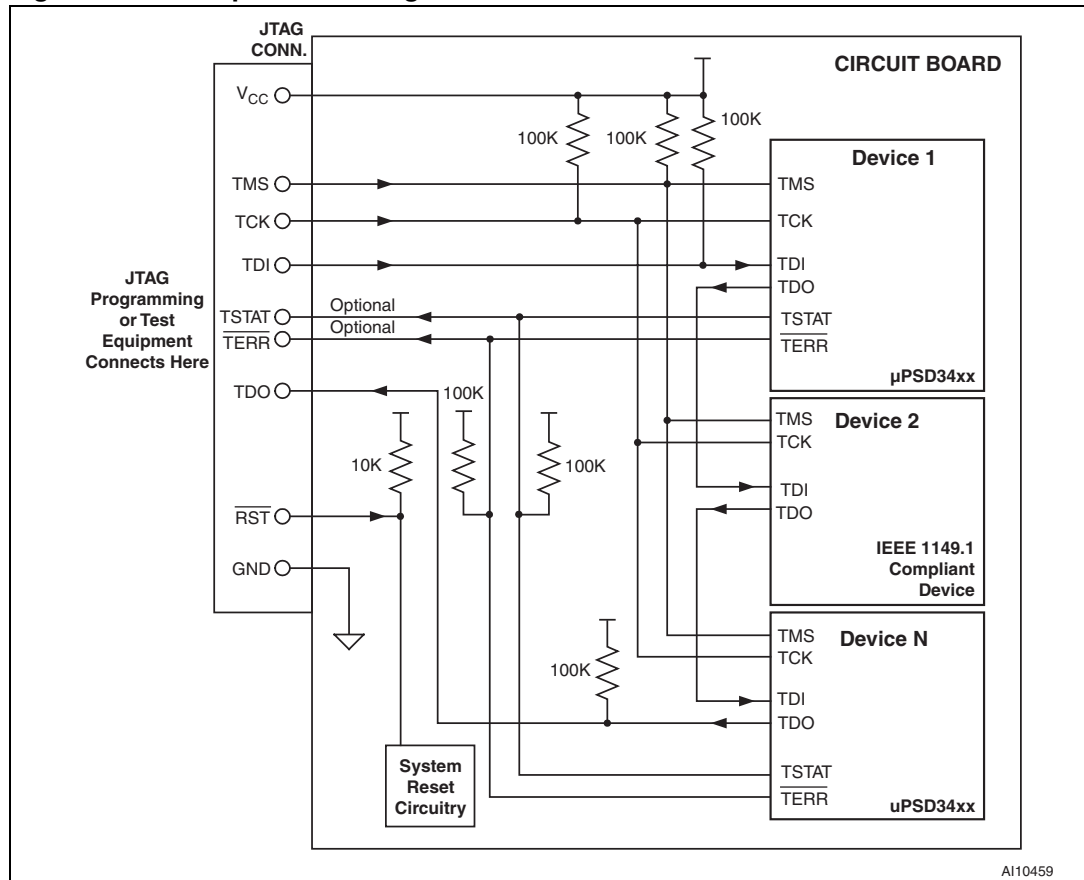 JTAG
CONN.
CIRCUIT BOARD
VCC
100K
100K
100K
Device 1
TMS
TMS
TCK
TCK
TDI
TDI
TDO
JTAG
Programming
or Test
Equipment
Connects Here
TSTAT
Optional
TSTAT
TERR
Optional
TERR
µPSD34xx
TDO
100K
10K
100K
TMS
Device 2
TCK
TDI
TDO
RST
IEEE 1149.1
Compliant
Device
GND
TMS
Device N
TCK
100K
TDI
TDO
System
Reset
Circuitry
TSTAT
TERR
uPSD34xx
AI10459